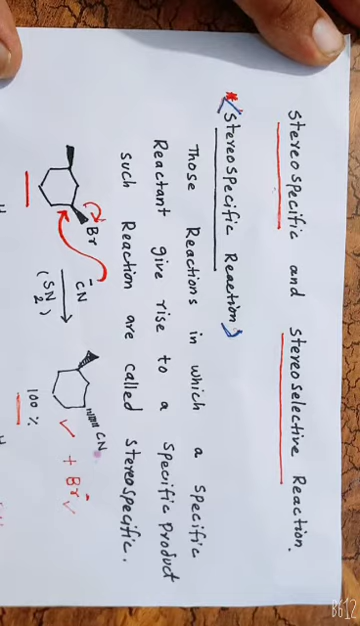 Stereospecific and stereoselective Reaction.
* (Stereospecific Reaction)
Those Reactions in which a specific
Reactant give rise to a specific product
such Reaction are called stereospecific.
Br
CN
(SN2)
CN
100 %
+ Br
B612